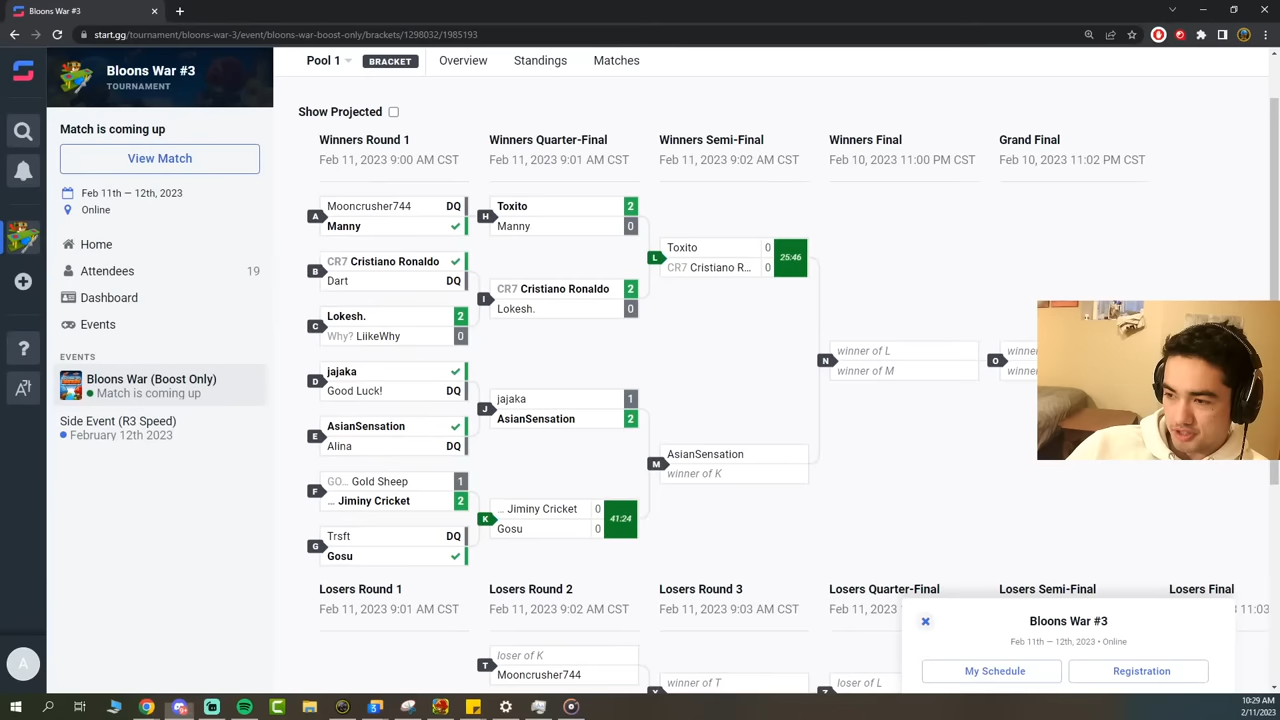 Bloons War #3
start.gg/tournament/bloons-war-3/event/bloons-war-boost-only/brackets/1298032/1985193
Bloons War #3
TOURNAMENT
Match is coming up
View Match
Feb 11th — 12th, 2023
Online
Home
Attendees 19
Dashboard
Events
EVENTS
Bloons War (Boost Only)
Match is coming up
Side Event (R3 Speed)
February 12th 2023
A
Pool 1 BRACKET Overview Standings Matches
Show Projected
Winners Round 1 Winners Quarter-Final Winners Semi-Final Winners Final Grand Final
Feb 11, 2023 9:00 AM CST Feb 11, 2023 9:01 AM CST Feb 11, 2023 9:02 AM CST Feb 10, 2023 11:00 PM CST Feb 10, 2023 11:02 PM CST
A
Mooncrusher744 DQ
Manny
B
CR7 Cristiano Ronaldo
Dart DQ
C
Lokesh. 2
Why? LiikeWhy 0
D
jajaka
Good Luck! DQ
E
AsianSensation
Alina DQ
F
GO... Gold Sheep 1
... Jiminy Cricket 2
G
Trsft DQ
Gosu
H
Toxito 2
Manny 0
I
CR7 Cristiano Ronaldo 2
Lokesh. 0
J
jajaka 1
AsianSensation 2
K
... Jiminy Cricket 0
Gosu 0
41:24
L
Toxito 0
CR7 Cristiano R... 0
25:46
M
AsianSensation
winner of K
N
winner of L
winner of M
O
winne
winne
Losers Round 1 Losers Round 2 Losers Round 3 Losers Quarter-Final Losers Semi-Final Losers Final
Feb 11, 2023 9:01 AM CST Feb 11, 2023 9:02 AM CST Feb 11, 2023 9:03 AM CST Feb 11, 2023 9 11:03
T
loser of K
Mooncrusher744
X
winner of T
Z
loser of L
Bloons War #3
Feb 11th — 12th, 2023 • Online
My Schedule Registration
10:29 AM
2/11/2023